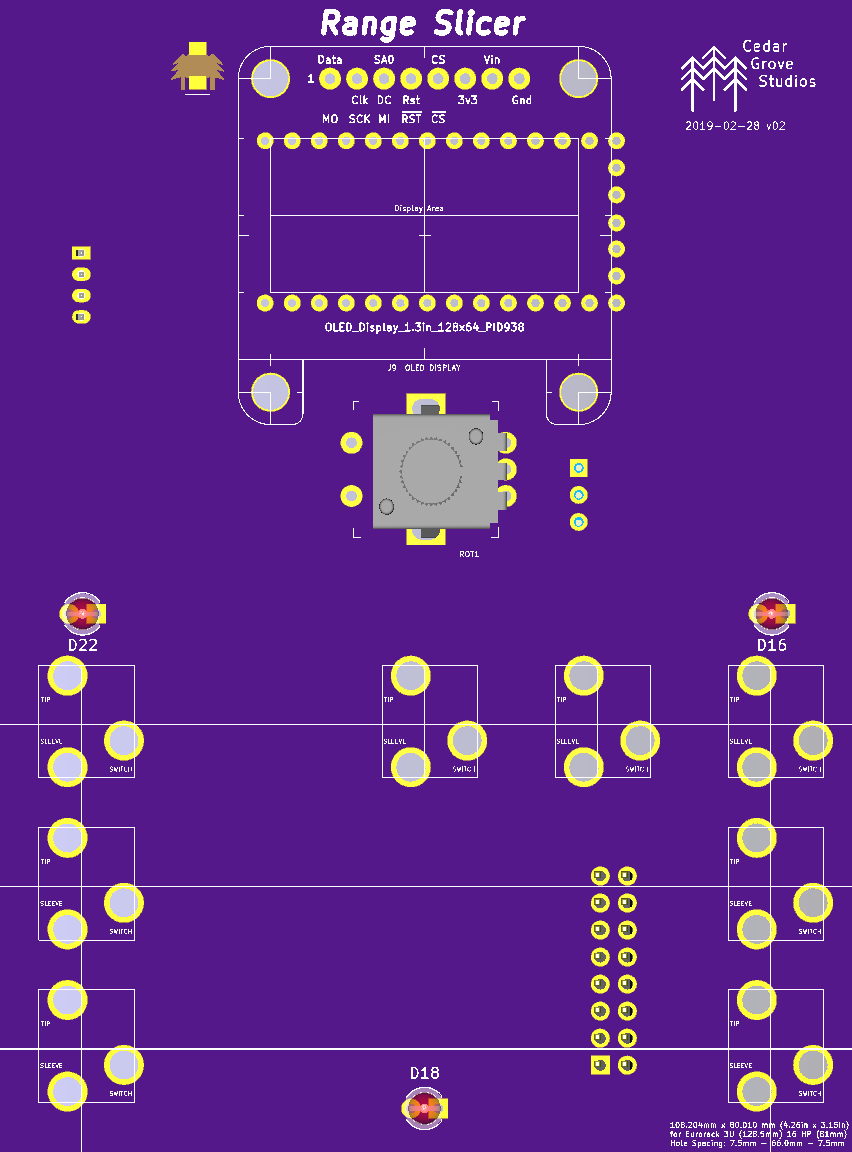 Range Slicer
Cedar
Grove
Studios
2019-02-28 v02
Data SA0 CS Vin
1
Clk DC Rst 3v3 Gnd
MO SCK MI RST CS
Display Area
OLED_Display_1.3in_128x64_PID938
J9 OLED DISPLAY
ROT1
D22
D16
TIP
TIP
TIP
TIP
SLEEVE
SWITCH
SLEEVE
SWITCH
SLEEVE
SWITCH
SLEEVE
SWITCH
TIP
TIP
SLEEVE
SWITCH
SLEEVE
SWITCH
TIP
TIP
SLEEVE
SWITCH
SLEEVE
SWITCH
D18
108.204mm x 80.010 mm (4.26in x 3.15in)
for Eurorack 3U (128.5mm) 16 HP (81mm)
Hole Spacing: 7.5mm - 66.0mm - 7.5mm